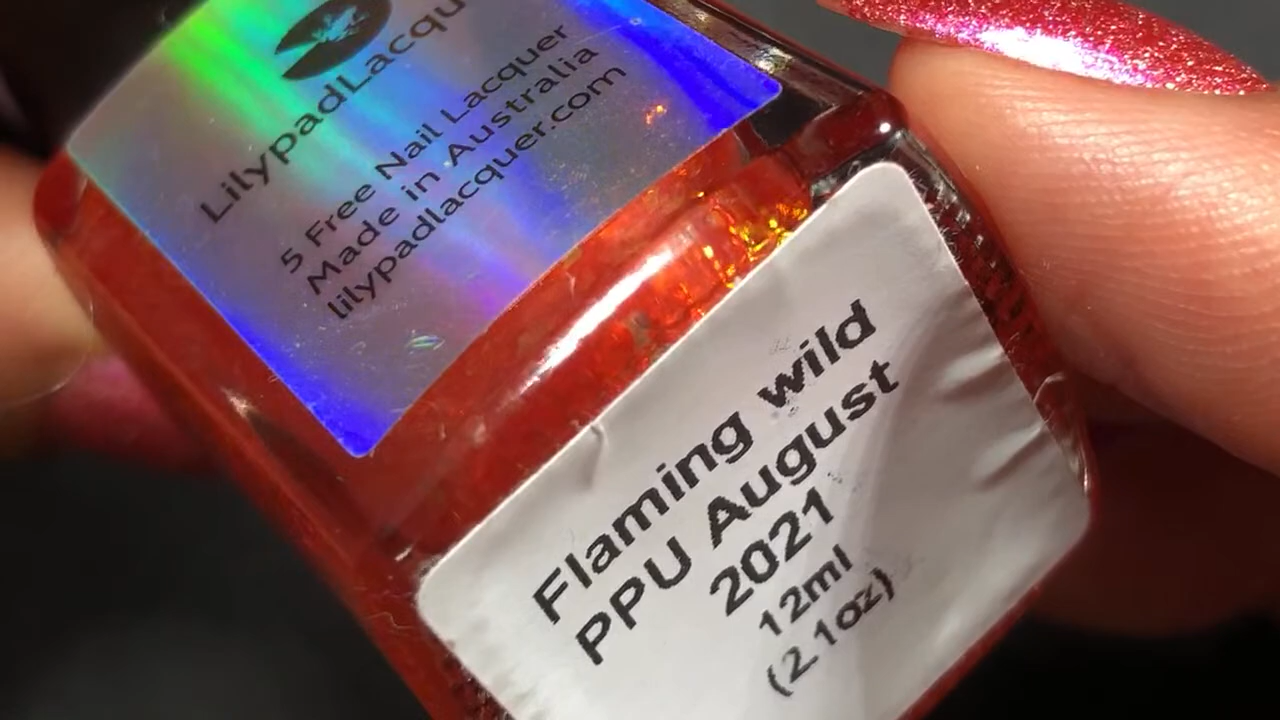 LilypadLacqu
5 Free Nail Lacquer
Made in Australia
lilypadlacquer.com
Flaming wild
PPU August
2021
12ml
(2.1oz)